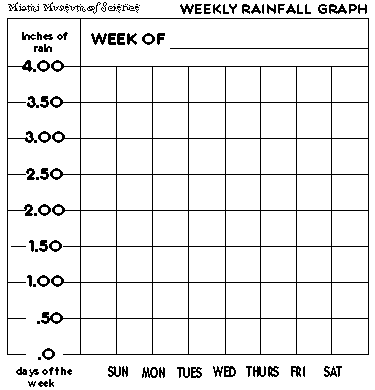 Miami Museum of Science WEEKLY RAINFALL GRAPH
inches of
rain
WEEK OF
4.00
3.50
3.00
2.50
2.00
1.50
1.00
.50
.0
days of the
week
SUN MON TUES WED THURS FRI SAT